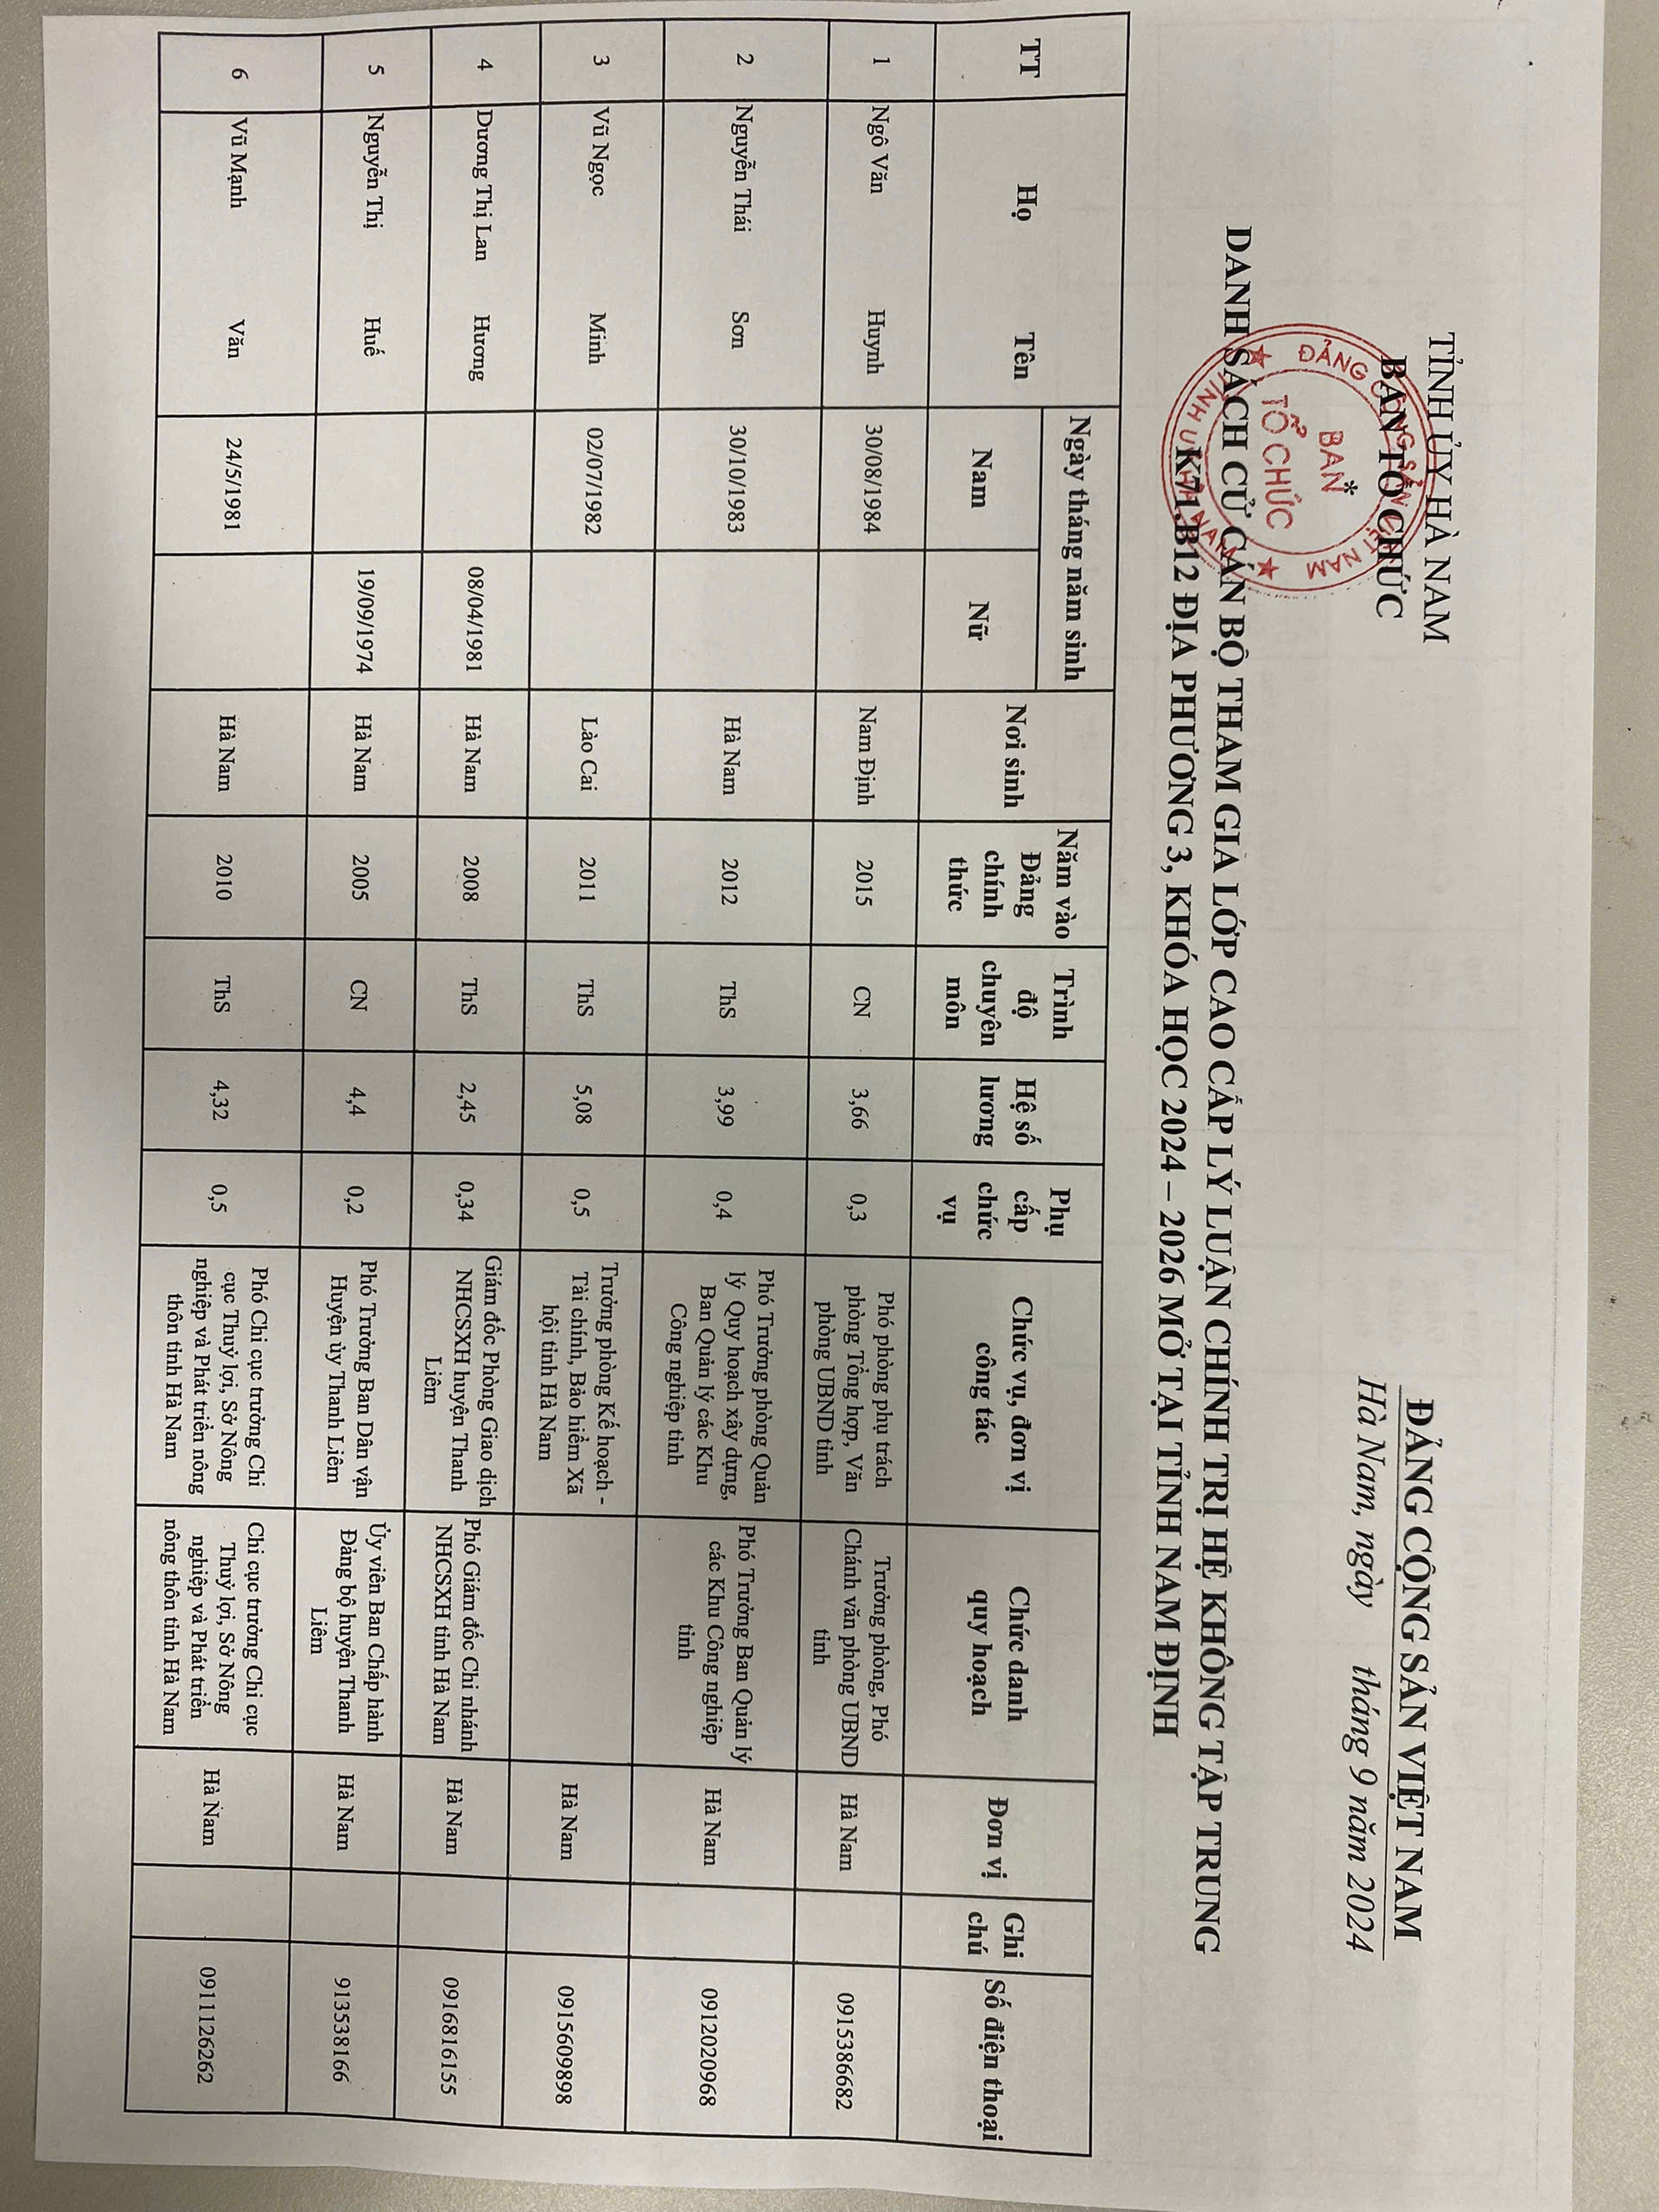 TỈNH ỦY HÀ NAM
BAN TỔ CHỨC
*
ĐẢNG CỘNG SẢN VIỆT NAM
Hà Nam, ngày tháng 9 năm 2024
ĐẢNG CỘNG SẢN VIỆT NAM
BAN
TỔ CHỨC
TỈNH ỦY HÀ NAM
DANH SÁCH CỬ CÁN BỘ THAM GIA LỚP CAO CẤP LÝ LUẬN CHÍNH TRỊ HỆ KHÔNG TẬP TRUNG
K71.B12 ĐỊA PHƯƠNG 3, KHÓA HỌC 2024 – 2026 MỞ TẠI TỈNH NAM ĐỊNH
TT
Họ Tên
Ngày tháng năm sinh
Nam Nữ
Nơi sinh
Năm vào
Đảng
chính
thức
Trình
độ
chuyên
môn
Hệ số
lương
Phụ
cấp
chức
vụ
Chức vụ, đơn vị
công tác
Chức danh
quy hoạch
Đơn vị
Ghi
chú
Số điện thoại
1 Ngô Văn Huynh 30/08/1984 Nam Định 2015 CN 3,66 0,3
Phó phòng phụ trách
phòng Tổng hợp, Văn
phòng UBND tỉnh
Trưởng phòng, Phó
Chánh văn phòng UBND
tỉnh
Hà Nam 0915386682
2 Nguyễn Thái Sơn 30/10/1983 Hà Nam 2012 ThS 3,99 0,4
Phó Trưởng phòng Quản
lý Quy hoạch xây dựng,
Ban Quản lý các Khu
Công nghiệp tỉnh
Phó Trưởng Ban Quản lý
các Khu Công nghiệp
tỉnh
Hà Nam 0912020968
3 Vũ Ngọc Minh 02/07/1982 Lào Cai 2011 ThS 5,08 0,5
Trưởng phòng Kế hoạch -
Tài chính, Bảo hiểm Xã
hội tỉnh Hà Nam
Hà Nam 0915609898
4 Dương Thị Lan Hương 08/04/1981 Hà Nam 2008 ThS 2,45 0,34
Giám đốc Phòng Giao dịch
NHCSXH huyện Thanh
Liêm
Phó Giám đốc Chi nhánh
NHCSXH tỉnh Hà Nam
Hà Nam 0916816155
5 Nguyễn Thị Huế 19/09/1974 Hà Nam 2005 CN 4,4 0,2
Phó Trưởng Ban Dân vận
Huyện ủy Thanh Liêm
Ủy viên Ban Chấp hành
Đảng bộ huyện Thanh
Liêm
Hà Nam 913538166
6 Vũ Mạnh Văn 24/5/1981 Hà Nam 2010 ThS 4,32 0,5
Phó Chi cục trưởng Chi
cục Thuỷ lợi, Sở Nông
nghiệp và Phát triển nông
thôn tỉnh Hà Nam
Chi cục trưởng Chi cục
Thuỷ lợi, Sở Nông
nghiệp và Phát triển
nông thôn tỉnh Hà Nam
Hà Nam 0911126262